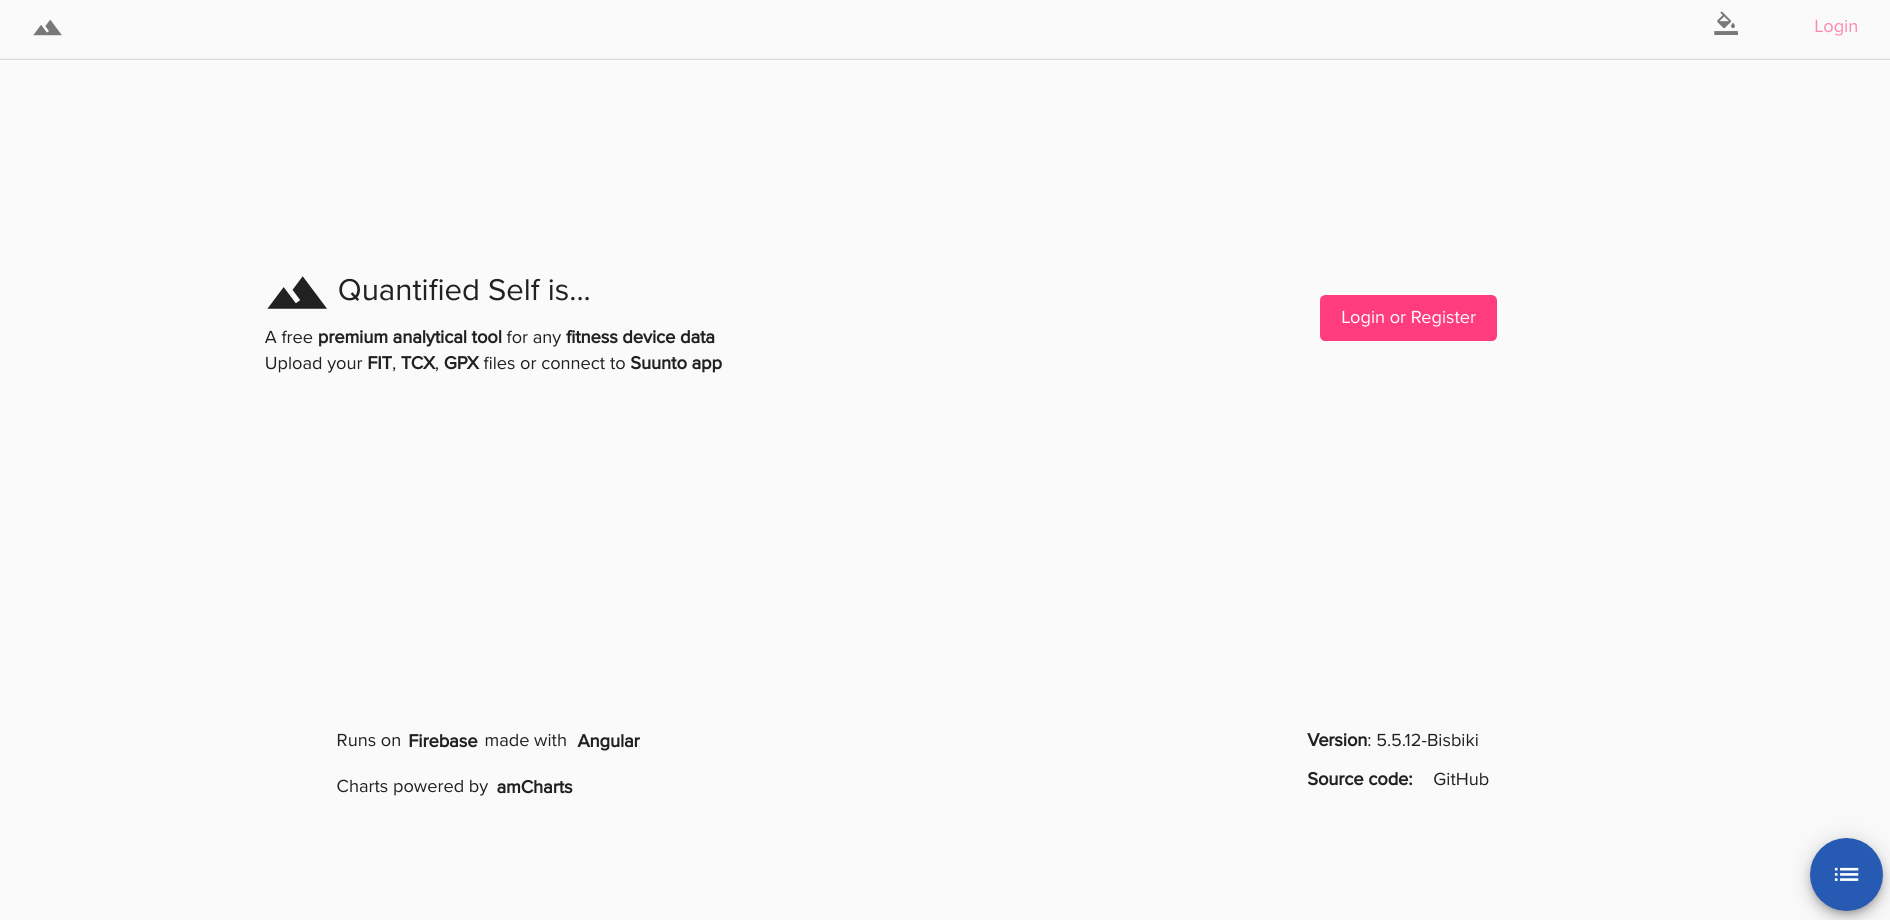 Login
Quantified Self is...
A free premium analytical tool for any fitness device data
Upload your FIT, TCX, GPX files or connect to Suunto app
Login or Register
Runs on Firebase made with Angular
Charts powered by amCharts
Version: 5.5.12-Bisbiki
Source code: GitHub